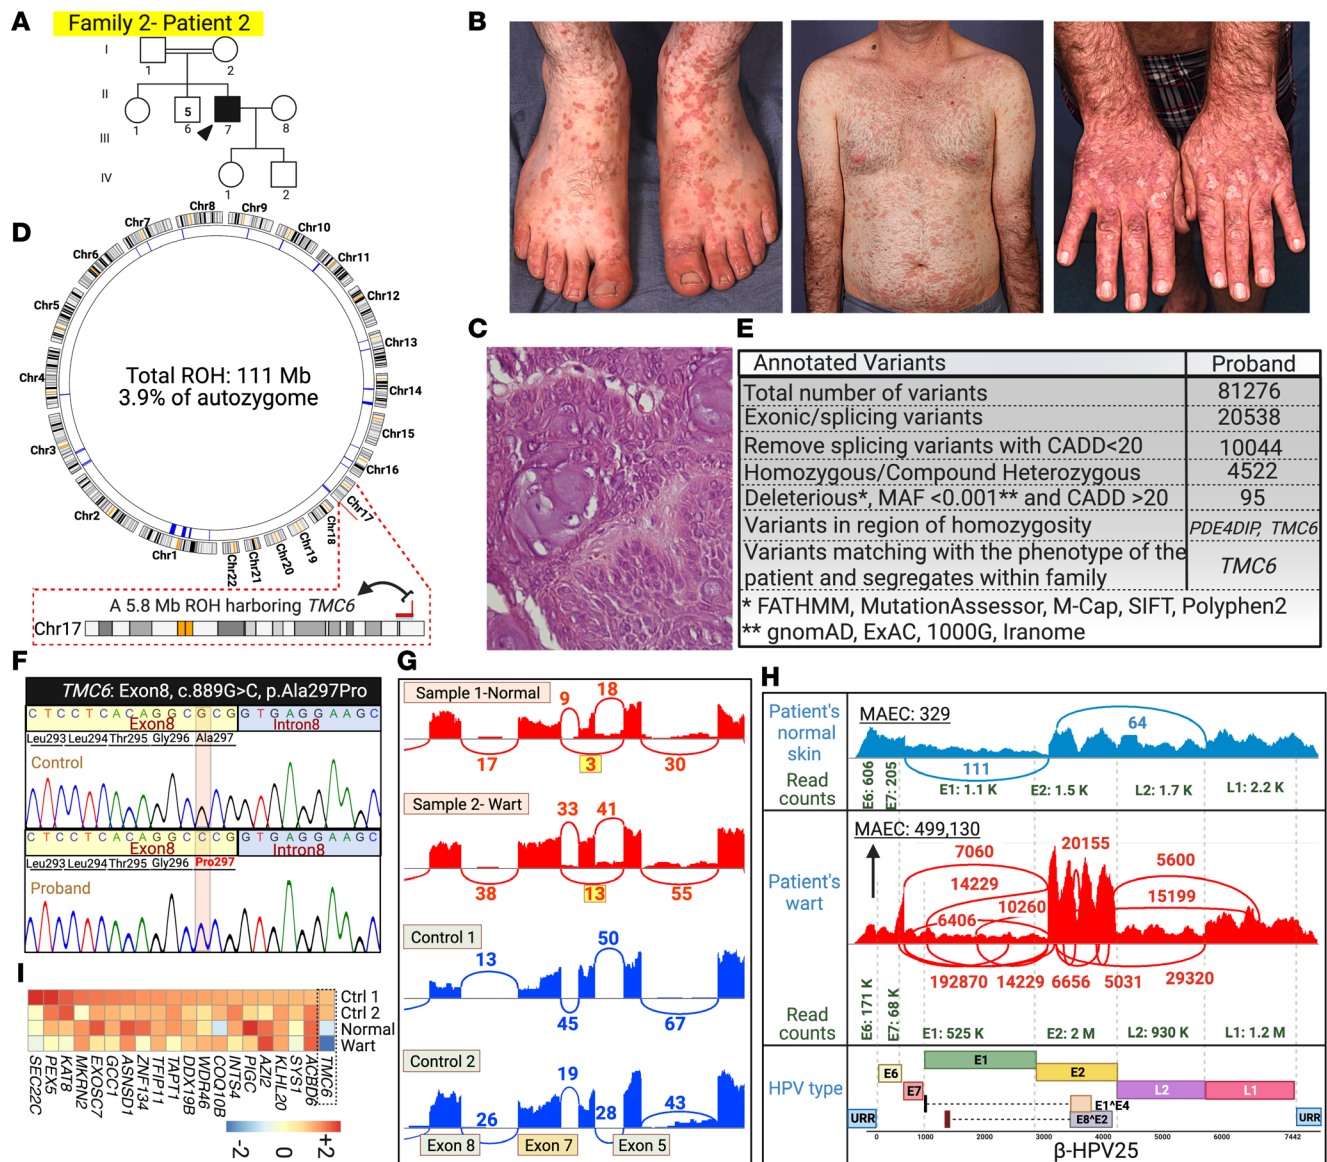 A
Family 2- Patient 2
I
1
2
II
1
5
6
7
8
III
IV
1
2
B
C
D
Chr1
Chr2
Chr3
Chr4
Chr5
Chr6
Chr7
Chr8
Chr9
Chr10
Chr11
Chr12
Chr13
Chr14
Chr15
Chr16
Chr17
Chr18
Chr19
Chr20
Chr21
Chr22
Total ROH: 111 Mb
3.9% of autozygome
A 5.8 Mb ROH harboring TMC6
Chr17
E
Annotated Variants Proband
Total number of variants 81276
Exonic/splicing variants 20538
Remove splicing variants with CADD<20 10044
Homozygous/Compound Heterozygous 4522
Deleterious*, MAF <0.001** and CADD >20 95
Variants in region of homozygosity PDE4DIP, TMC6
Variants matching with the phenotype of the
patient and segregates within family TMC6
* FATHMM, MutationAssessor, M-Cap, SIFT, Polyphen2
** gnomAD, ExAC, 1000G, Iranome
F
TMC6: Exon8, c.889G>C, p.Ala297Pro
C T C C T C A C A G G C G C G G T G A G G A A G C
Exon8 Intron8
Leu293 Leu294 Thr295 Gly296 Ala297
Control
C T C C T C A C A G G C C C G G T G A G G A A G C
Exon8 Intron8
Leu293 Leu294 Thr295 Gly296 Pro297
Proband
G
Sample 1-Normal
9 18
17 3 30
Sample 2- Wart
33 41
38 13 55
Control 1
13 50
45 67
Control 2
19 43
26 28
Exon 8 Exon 7 Exon 5
H
Patient's
normal
skin
MAEC: 329
64
111
Read
counts
E6: 606
E7: 205
E1: 1.1 K
E2: 1.5 K
L2: 1.7 K
L1: 2.2 K
MAEC: 499,130
Patient's
wart
7060
20155
5600
14229
15199
10260
6406
192870 14229 6656 5031 29320
Read
counts
E6: 171 K
E7: 68 K
E1: 525 K
E2: 2 M
L2: 930 K
L1: 1.2 M
HPV type
E1
E6
E2
E7
L2
L1
E1^E4
E8^E2
URR
URR
0 1000 2000 3000 4000 5000 6000 7442
β-HPV25
I
Ctrl 1
Ctrl 2
Normal
Wart
SEC22C
PEX5
KAT8
MKRN2
EXOSC7
GCC1
ASNSD1
ZNF134
TFIP11
TAPT1
DDX19B
WDR46
COQ10B
INTS4
PIGC
AZI2
KLHL20
SYS1
ACBD6
TMC6
-2 0 +2